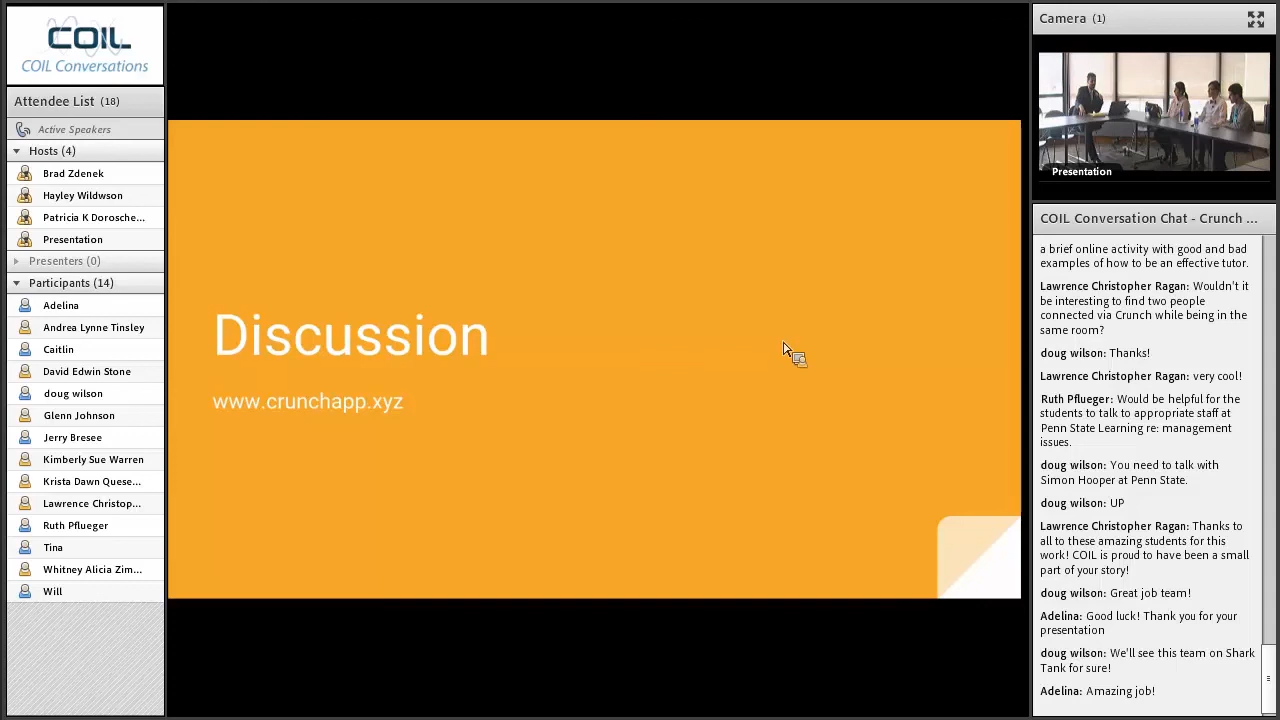 COIL
COIL Conversations
Attendee List (18)
Active Speakers
Hosts (4)
Brad Zdenek
Hayley Wildwson
Patricia K Dorosche...
Presentation
Presenters (0)
Participants (14)
Adelina
Andrea Lynne Tinsley
Caitlin
David Edwin Stone
doug wilson
Glenn Johnson
Jerry Bresee
Kimberly Sue Warren
Krista Dawn Quese...
Lawrence Christop...
Ruth Pflueger
Tina
Whitney Alicia Zim...
Will
Discussion
www.crunchapp.xyz
Camera (1)
Presentation
COIL Conversation Chat - Crunch ...
a brief online activity with good and bad
examples of how to be an effective tutor.
Lawrence Christopher Ragan: Wouldn't it
be interesting to find two people
connected via Crunch while being in the
same room?
doug wilson: Thanks!
Lawrence Christopher Ragan: very cool!
Ruth Pflueger: Would be helpful for the
students to talk to appropriate staff at
Penn State Learning re: management
issues.
doug wilson: You need to talk with
Simon Hooper at Penn State.
doug wilson: UP
Lawrence Christopher Ragan: Thanks to
all to these amazing students for this
work! COIL is proud to have been a small
part of your story!
doug wilson: Great job team!
Adelina: Good luck! Thank you for your
presentation
doug wilson: We'll see this team on Shark
Tank for sure!
Adelina: Amazing job!